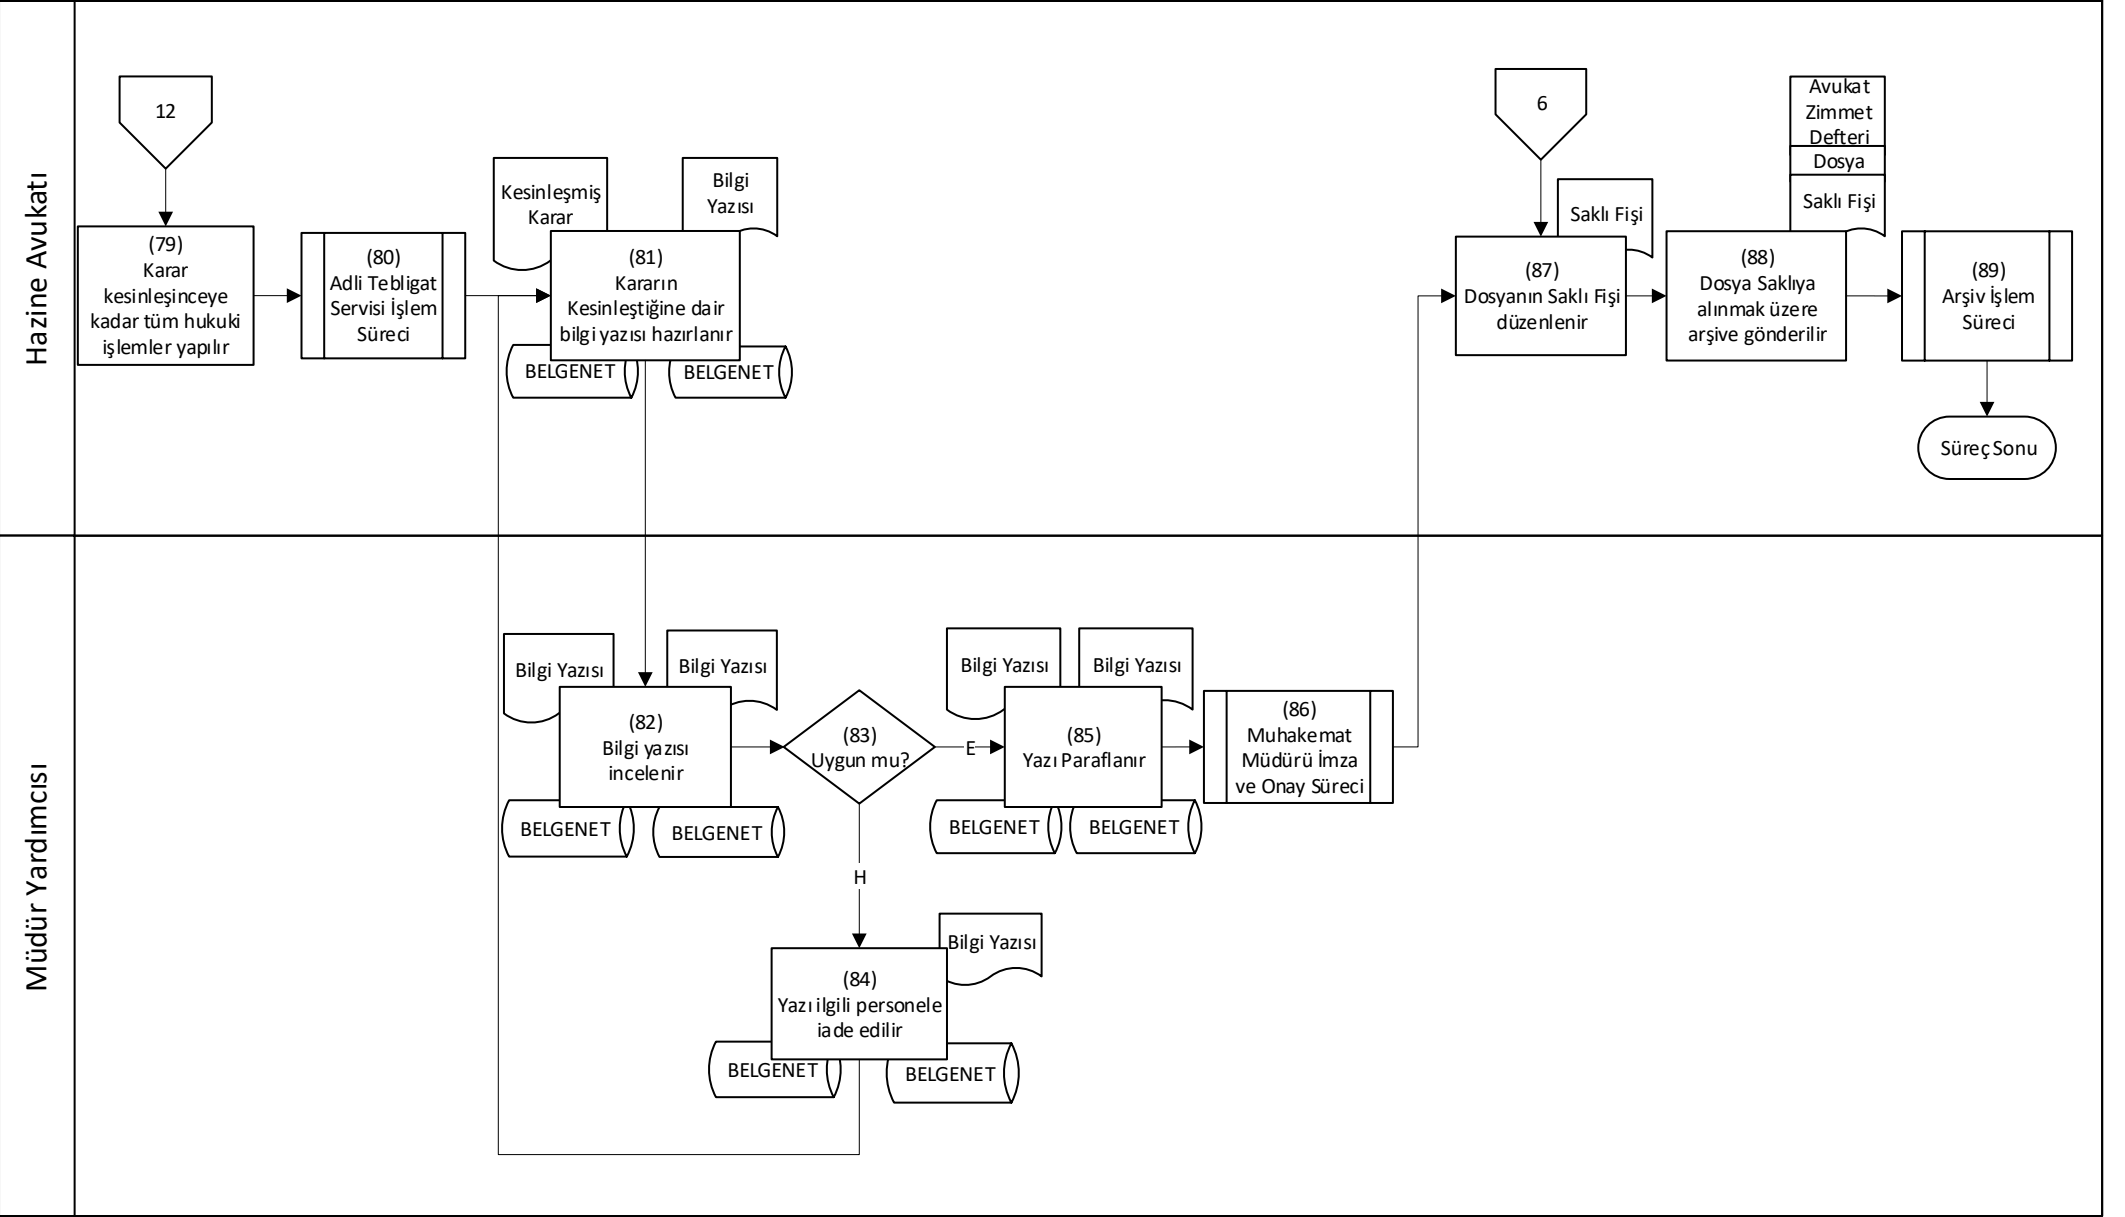 Hazine Avukatı
12
(79)
Karar
kesinleşinceye
kadar tüm hukuki
işlemler yapılır
(80)
Adli Tebligat
Servisi İşlem
Süreci
Kesinleşmiş
Karar
Bilgi
Yazısı
(81)
Kararın
Kesinleştiğine dair
bilgi yazısı hazırlanır
BELGENET
BELGENET
6
Saklı Fişi
(87)
Dosyanın Saklı Fişi
düzenlenir
Avukat
Zimmet
Defteri
Dosya
Saklı Fişi
(88)
Dosya Saklıya
alınmak üzere
arşive gönderilir
(89)
Arşiv İşlem
Süreci
Süreç Sonu
Müdür Yardımcısı
Bilgi Yazısı
Bilgi Yazısı
(82)
Bilgi yazısı
incelenir
BELGENET
BELGENET
(83)
Uygun mu?
E
H
Bilgi Yazısı
Bilgi Yazısı
(85)
Yazı Paraflanır
BELGENET
BELGENET
(86)
Muhakemat
Müdürü İmza
ve Onay Süreci
Bilgi Yazısı
(84)
Yazı ilgili personele
iade edilir
BELGENET
BELGENET